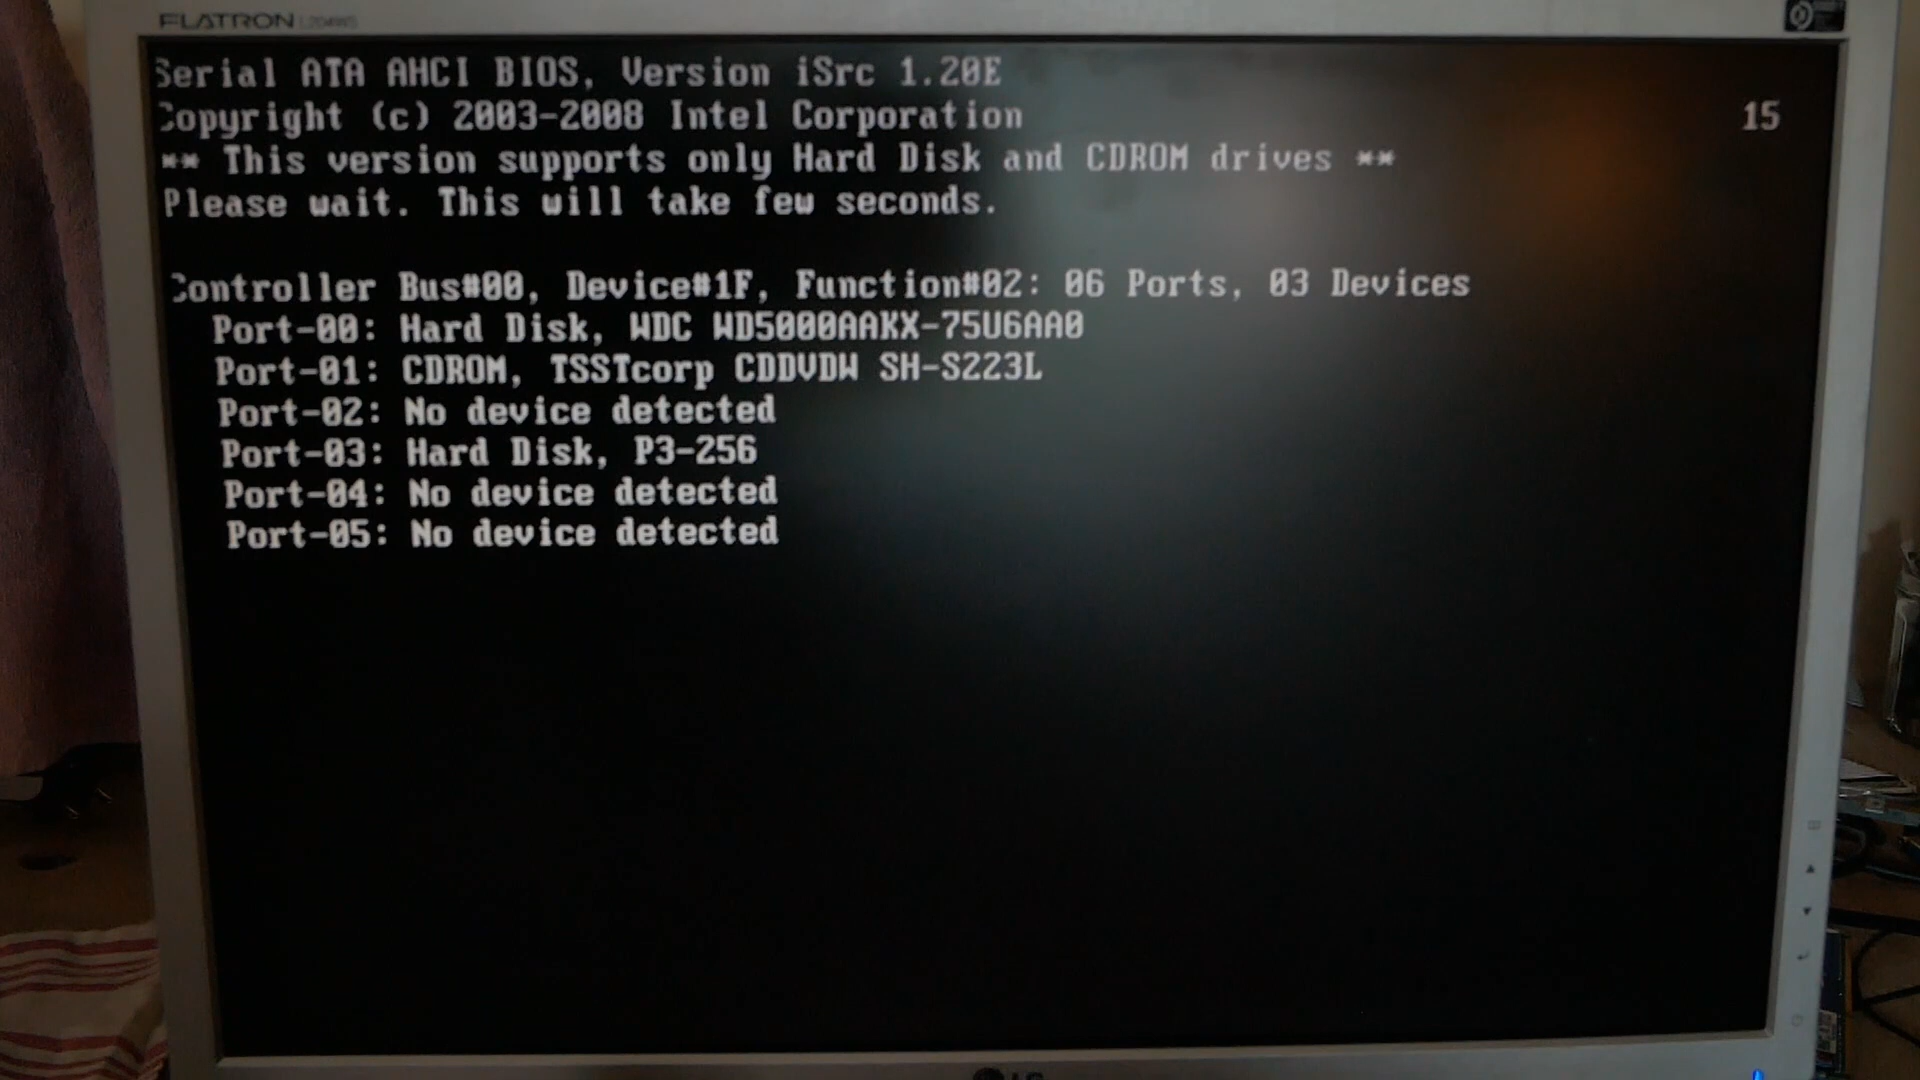 FLATRON L204WS
Serial ATA AHCI BIOS, Version iSrc 1.20E
Copyright (c) 2003-2008 Intel Corporation
15
** This version supports only Hard Disk and CDROM drives **
Please wait. This will take few seconds.
Controller Bus#00, Device#1F, Function#02: 06 Ports, 03 Devices
Port-00: Hard Disk, WDC WD5000AAKX-75U6AA0
Port-01: CDROM, TSSTcorp CDDVDW SH-S223L
Port-02: No device detected
Port-03: Hard Disk, P3-256
Port-04: No device detected
Port-05: No device detected
LG